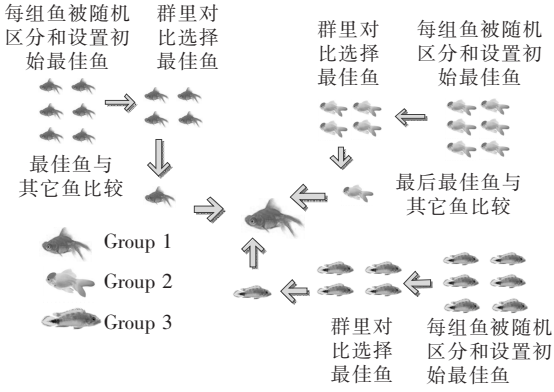 每组鱼被随机
区分和设置初
始最佳鱼
群里对
比选择
最佳鱼
群里对
比选择
最佳鱼
每组鱼被随机
区分和设置初
始最佳鱼
最佳鱼与
其它鱼比较
最后最佳鱼与
其它鱼比较
Group 1
Group 2
Group 3
群里对
比选择
最佳鱼
每组鱼被随机
区分和设置初
始最佳鱼